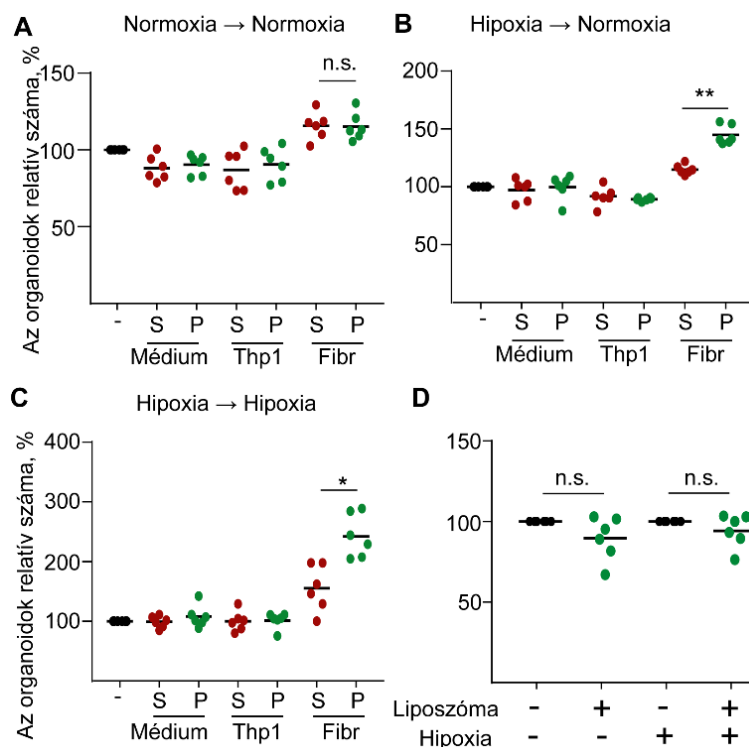 A
Normoxia → Normoxia
Az organoidok relatív száma, %
150
100
50
n.s.
- S P S P S P
Médium Thp1 Fibr
B
Hipoxia → Normoxia
200
150
100
50
**
- S P S P S P
Médium Thp1 Fibr
C
Hipoxia → Hipoxia
Az organoidok relatív száma, %
400
300
200
100
*
- S P S P S P
Médium Thp1 Fibr
D
150
100
50
n.s. n.s.
Liposzóma - + - +
Hipoxia - - + +